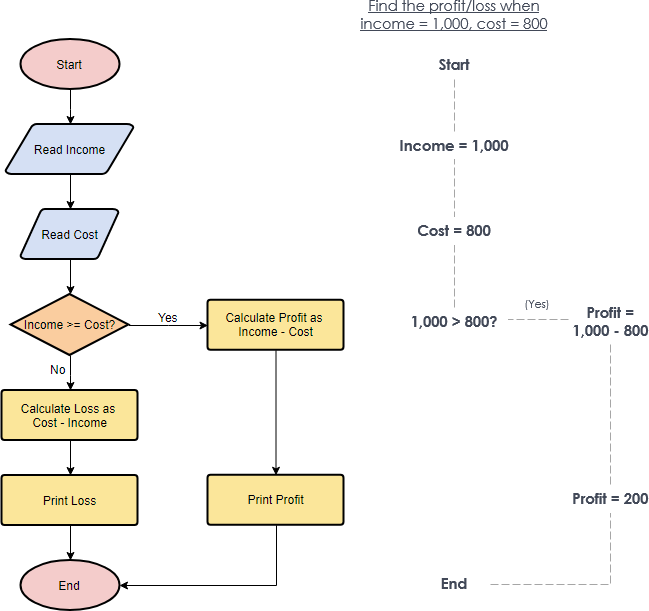 Find the profit/loss when
income = 1,000, cost = 800
Start
Read Income
Read Cost
Income >= Cost?
Yes
Calculate Profit as
Income - Cost
No
Calculate Loss as
Cost - Income
Print Loss
Print Profit
End
Start
Income = 1,000
Cost = 800
1,000 > 800?
(Yes)
Profit =
1,000 - 800
Profit = 200
End